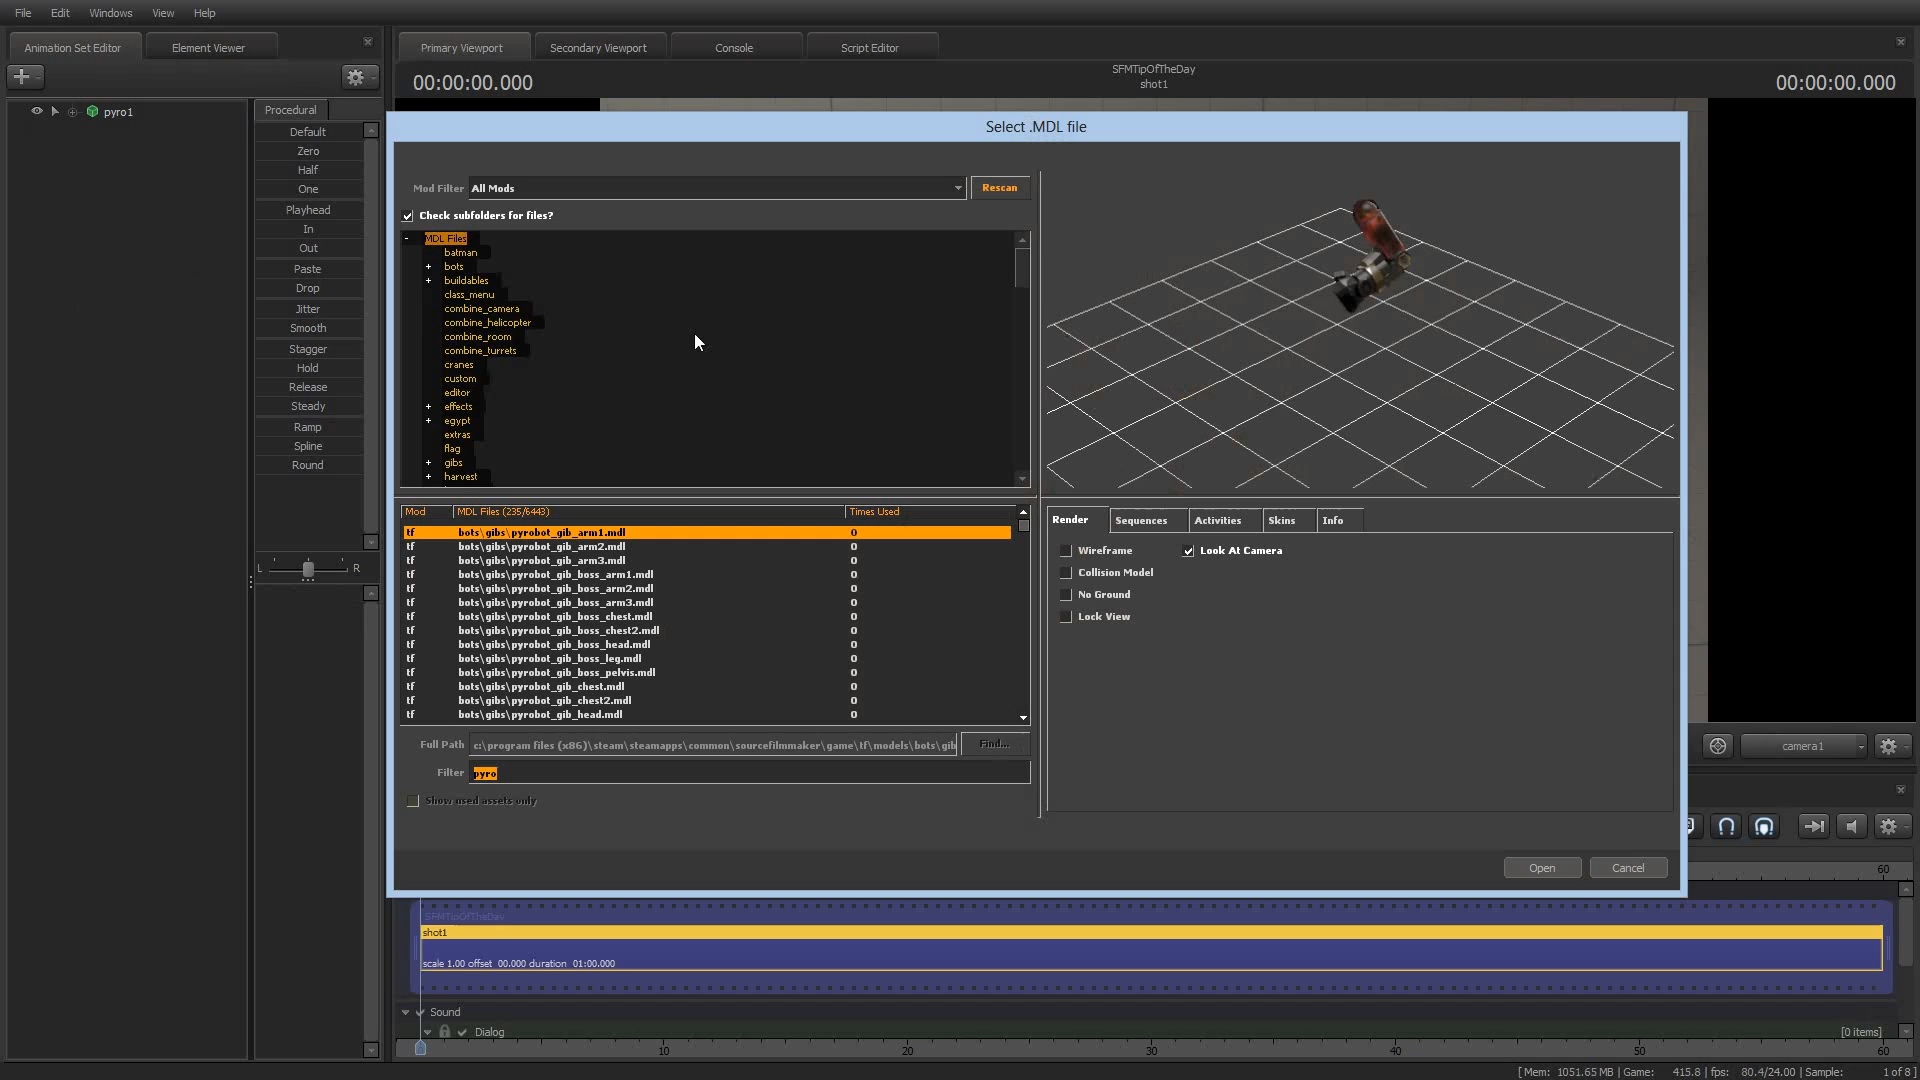 File Edit Windows View Help
Animation Set Editor Element Viewer
Primary Viewport Secondary Viewport Console Script Editor
00:00:00.000
SFMTipOfTheDay
shot1
00:00:00.000
pyro1
Procedural
Default
Zero
Half
One
Playhead
In
Out
Paste
Drop
Jitter
Smooth
Stagger
Hold
Release
Steady
Ramp
Spline
Round
L R
Select .MDL file
Mod Filter All Mods Rescan
Check subfolders for files?
MDL Files
batman
bots
buildables
class_menu
combine_camera
combine_helicopter
combine_room
combine_turrets
cranes
custom
editor
effects
egypt
extras
flag
gibs
harvest
Mod MDL Files (235/6443) Times Used
tf bots\gibs\pyrobot_gib_arm1.mdl 0
tf bots\gibs\pyrobot_gib_arm2.mdl 0
tf bots\gibs\pyrobot_gib_arm3.mdl 0
tf bots\gibs\pyrobot_gib_boss_arm1.mdl 0
tf bots\gibs\pyrobot_gib_boss_arm2.mdl 0
tf bots\gibs\pyrobot_gib_boss_arm3.mdl 0
tf bots\gibs\pyrobot_gib_boss_chest.mdl 0
tf bots\gibs\pyrobot_gib_boss_chest2.mdl 0
tf bots\gibs\pyrobot_gib_boss_head.mdl 0
tf bots\gibs\pyrobot_gib_boss_leg.mdl 0
tf bots\gibs\pyrobot_gib_boss_pelvis.mdl 0
tf bots\gibs\pyrobot_gib_chest.mdl 0
tf bots\gibs\pyrobot_gib_chest2.mdl 0
tf bots\gibs\pyrobot_gib_head.mdl 0
Full Path c:\program files (x86)\steam\steamapps\common\sourcefilmmaker\game\tf\models\bots\gib Find...
Filter pyro
Show used assets only
Render Sequences Activities Skins Info
Wireframe Look At Camera
Collision Model
No Ground
Lock View
Open Cancel
camera1
60
SFMTipOfTheDay
shot1
scale 1.00 offset 00.000 duration 01:00.000
Sound
Dialog [0 items]
10 20 30 40 50 60
[ Mem: 1051.65 MB | Game: 415.8 | fps: 80.4/24.00 | Sample: 1 of 8 ]